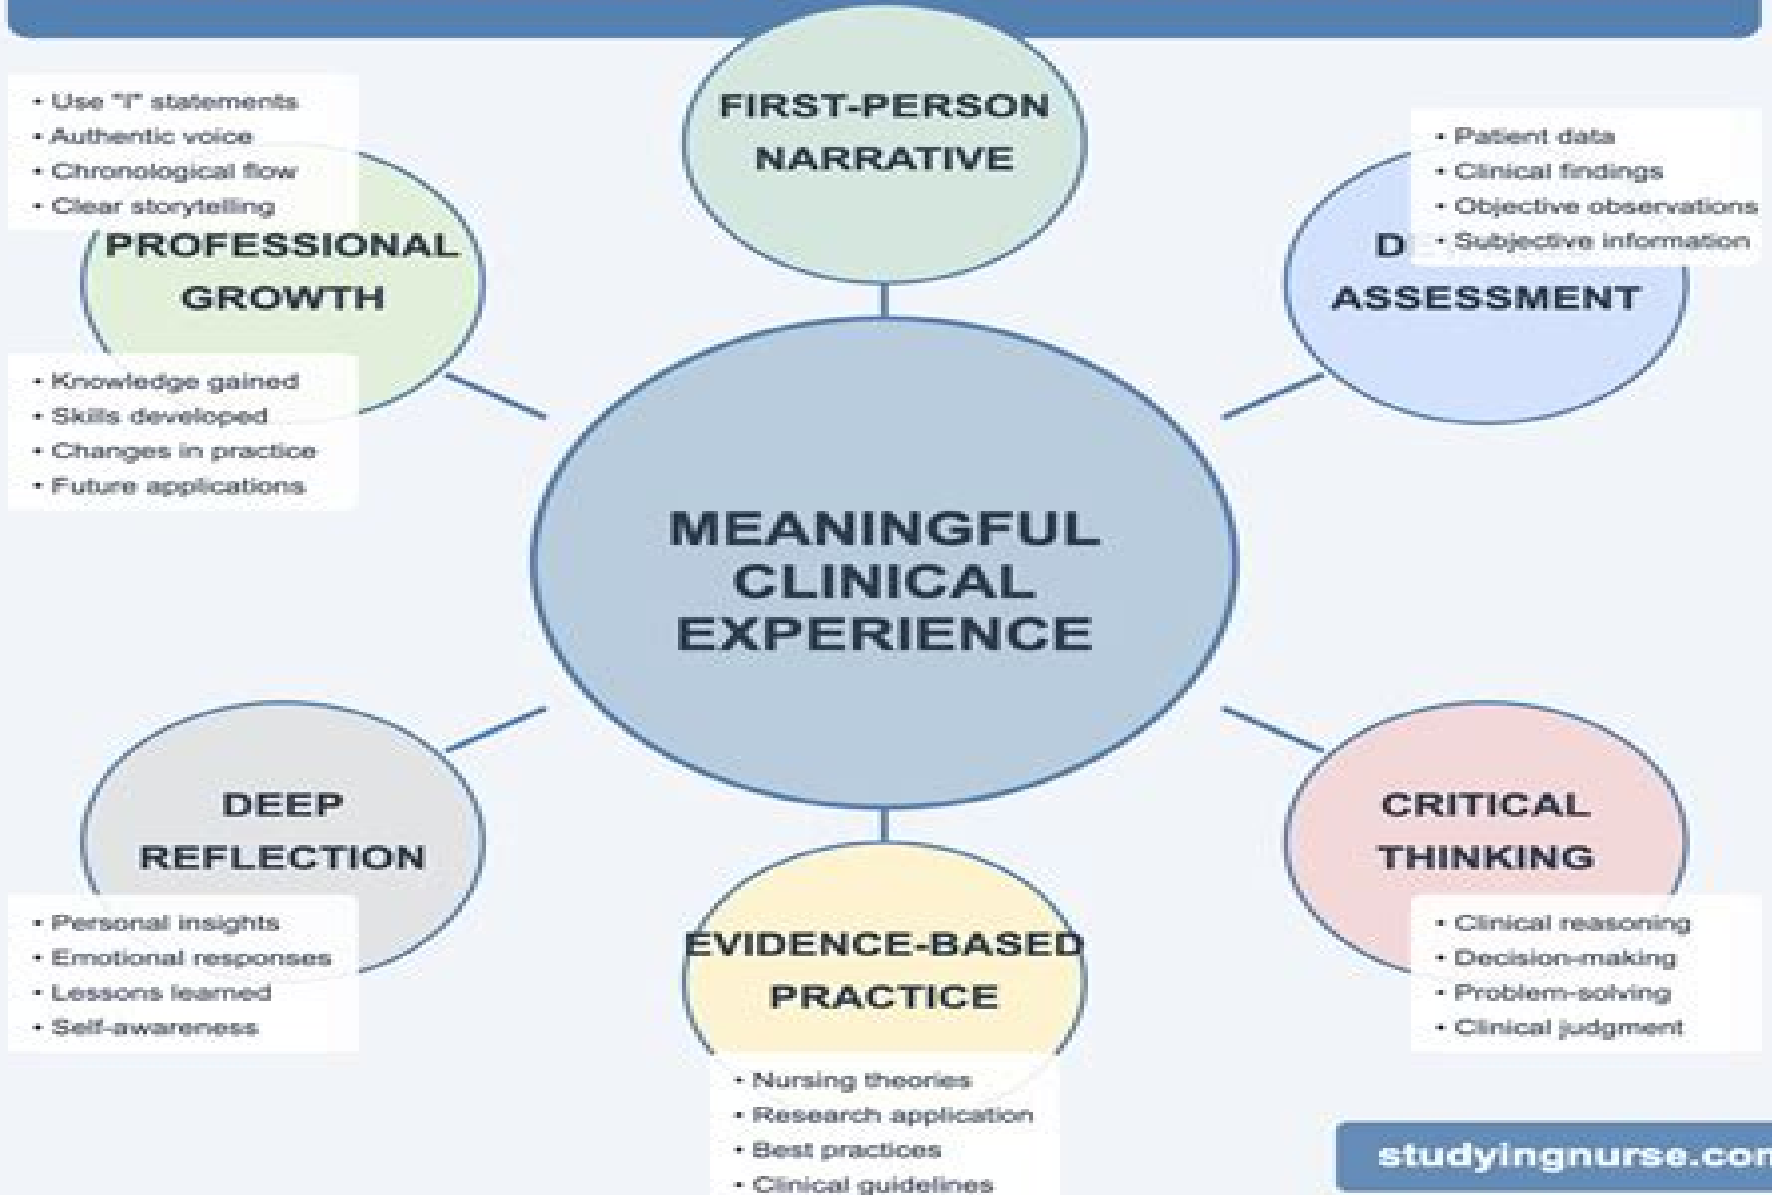 • Use "I" statements
• Authentic voice
• Chronological flow
• Clear storytelling
FIRST-PERSON
NARRATIVE
• Patient data
• Clinical findings
• Objective observations
• Subjective information
PROFESSIONAL
GROWTH
ASSESSMENT
• Knowledge gained
• Skills developed
• Changes in practice
• Future applications
MEANINGFUL
CLINICAL
EXPERIENCE
DEEP
REFLECTION
• Personal insights
• Emotional responses
• Lessons learned
• Self-awareness
EVIDENCE-BASED
PRACTICE
• Nursing theories
• Research application
• Best practices
• Clinical guidelines
CRITICAL
THINKING
• Clinical reasoning
• Decision-making
• Problem-solving
• Clinical judgment
studyingnurse.com